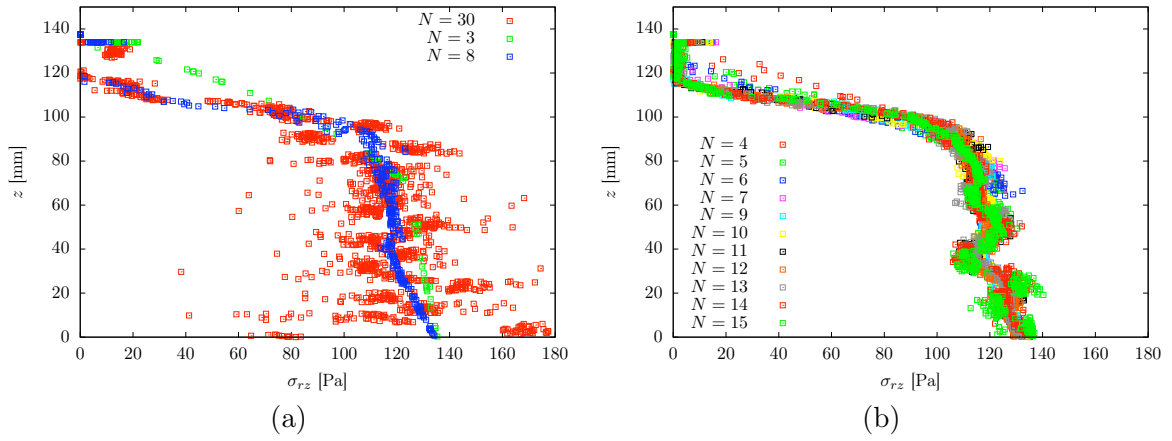 140
120
100
80
60
40
20
0
z [mm]
0 20 40 60 80 100 120 140 160 180
σrz [Pa]
N = 30
N = 3
N = 8
(a)
140
120
100
80
60
40
20
0
z [mm]
0 20 40 60 80 100 120 140 160 180
σrz [Pa]
N = 4
N = 5
N = 6
N = 7
N = 9
N = 10
N = 11
N = 12
N = 13
N = 14
N = 15
(b)